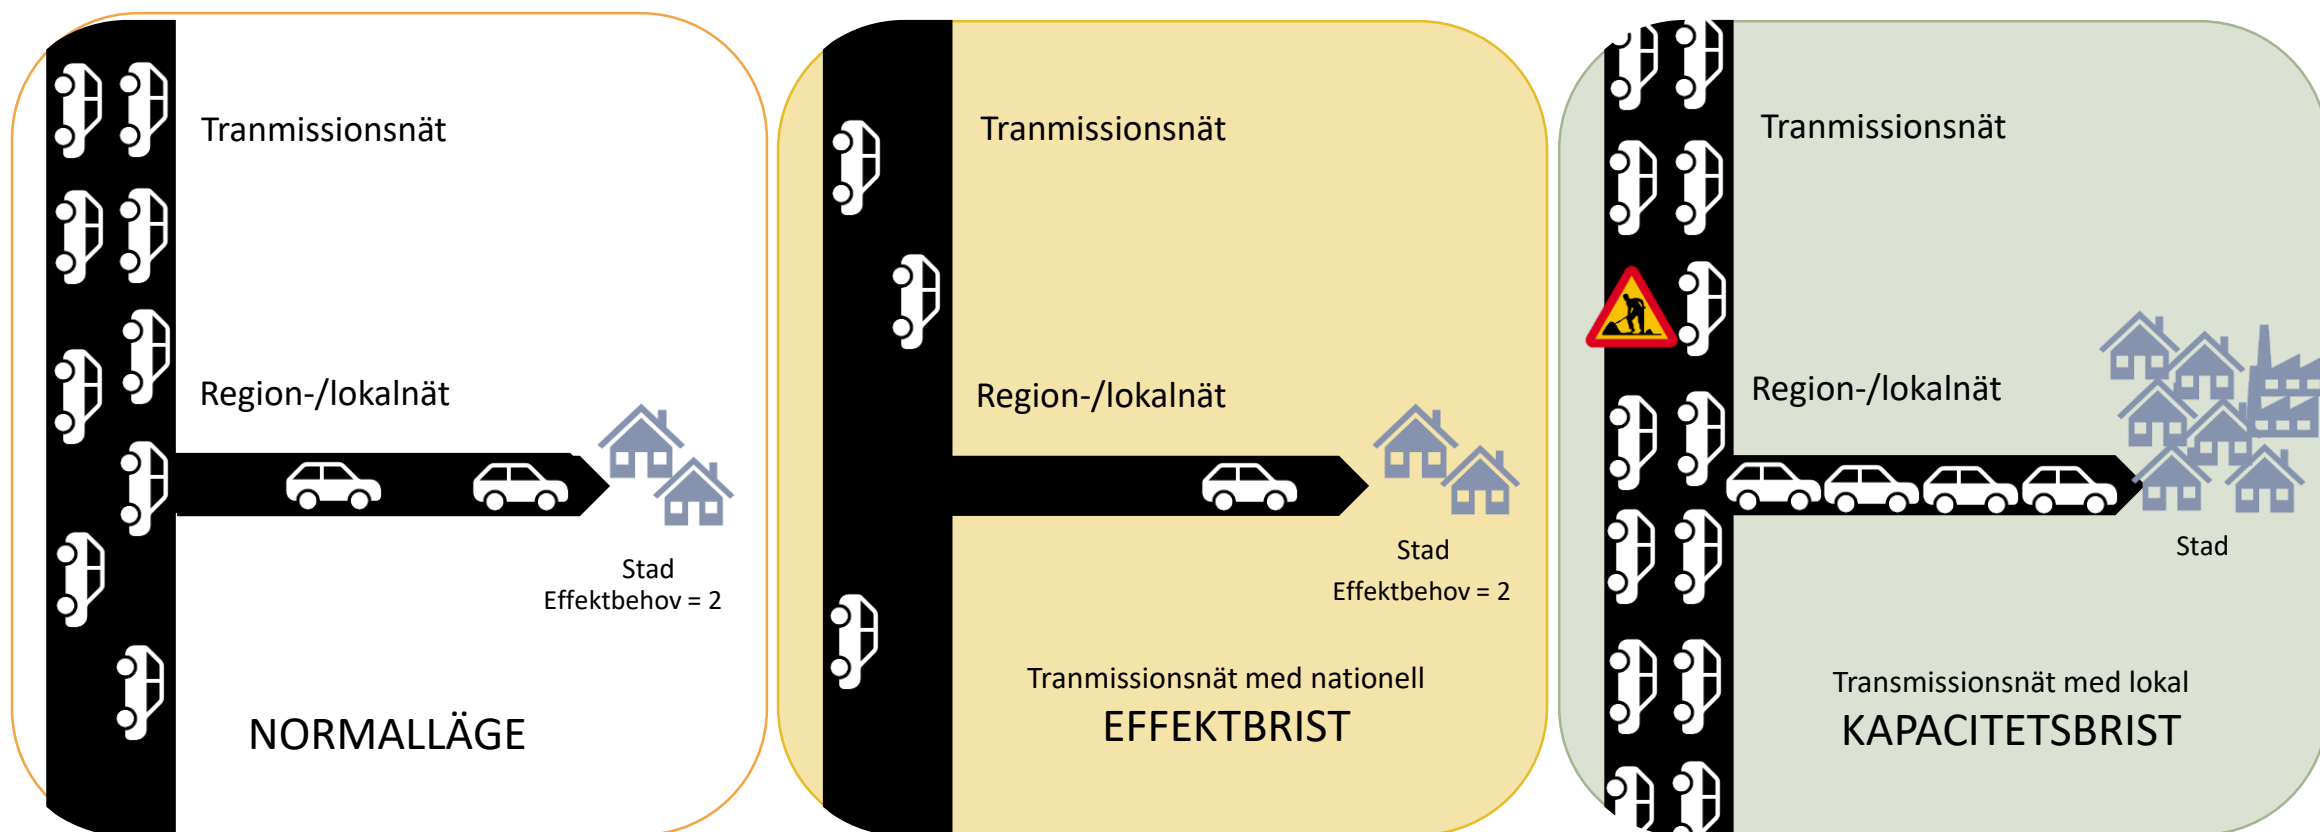 Tranmissionsnät
Region-/lokalnät
Stad
Effektbehov = 2
NORMALLÄGE
Tranmissionsnät
Region-/lokalnät
Stad
Effektbehov = 2
Tranmissionsnät med nationell
EFFEKTBRIST
Tranmissionsnät
Region-/lokalnät
Stad
Transmissionsnät med lokal
KAPACITETSBRIST